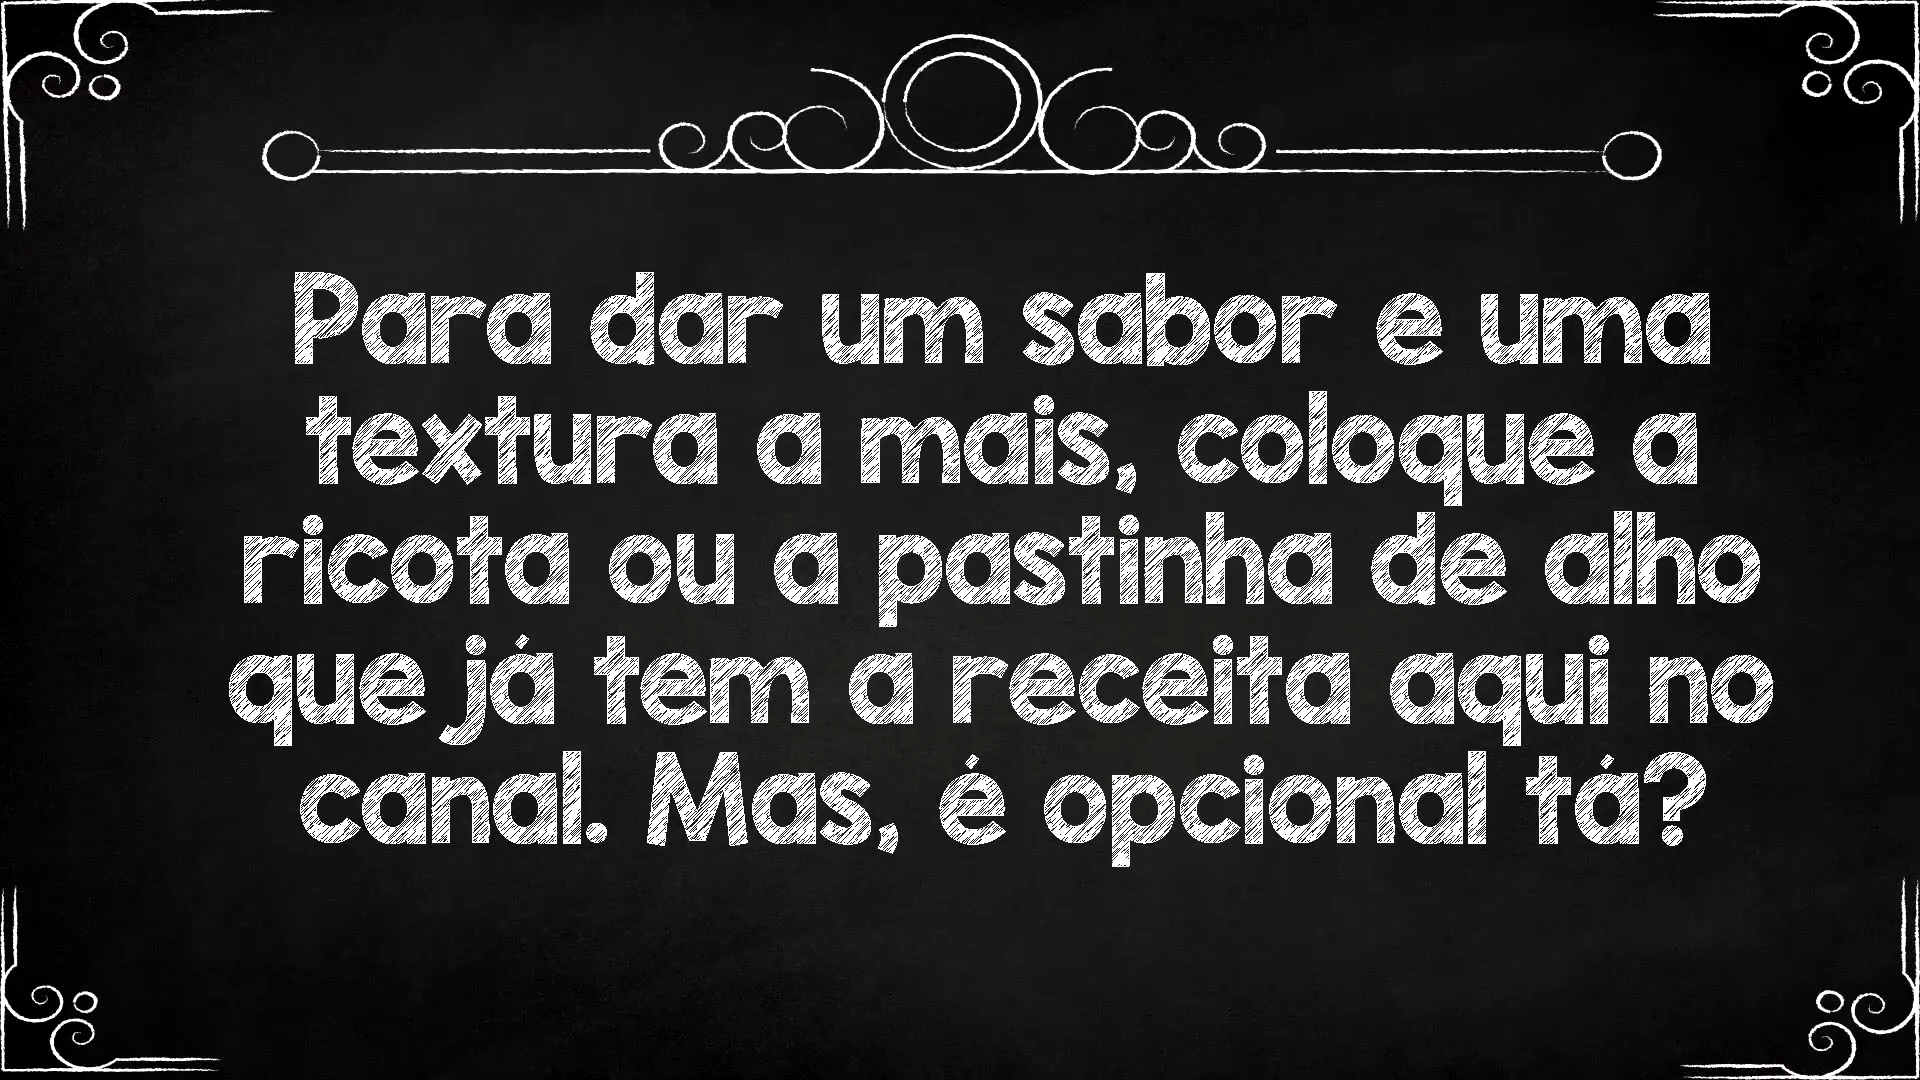 Para dar um sabor e uma
textura a mais, coloque a
ricota ou a pastinha de alho
que já tem a receita aqui no
canal. Mas, é opcional tá?